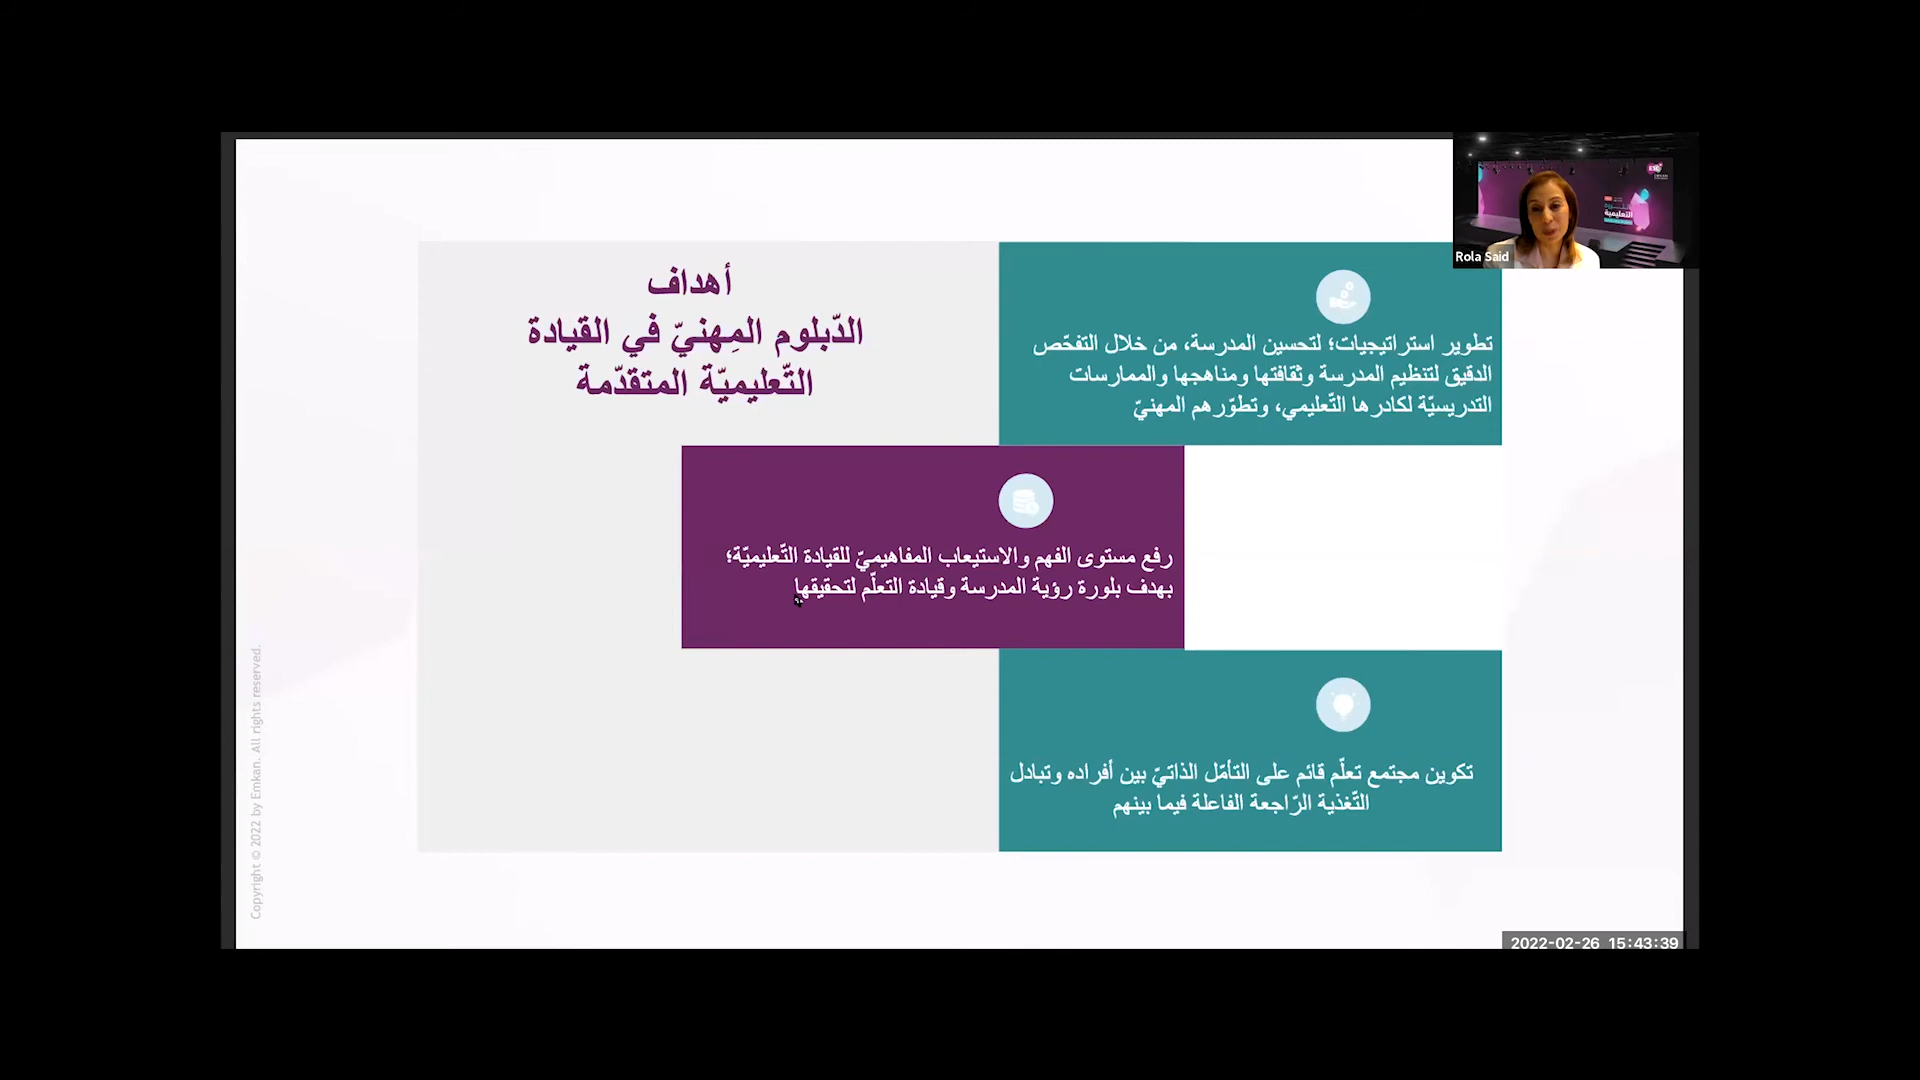 أهداف
الدّبلوم المِهنيّ في القيادة
التّعليميّة المتقدّمة
تطوير استراتيجيات؛ لتحسين المدرسة، من خلال التفحّص
الدقيق لتنظيم المدرسة وثقافتها ومناهجها والممارسات
التدريسيّة لكادرها التّعليمي، وتطوّرهم المهنيّ
رفع مستوى الفهم والاستيعاب المفاهيميّ للقيادة التّعليميّة؛
بهدف بلورة رؤية المدرسة وقيادة التعلّم لتحقيقها
تكوين مجتمع تعلّم قائم على التأمّل الذاتيّ بين أفراده وتبادل
التّغذية الرّاجعة الفاعلة فيما بينهم
التعليمية
Rola Said
Copyright © 2022 by Emkan. All rights reserved.
2022-02-26 15:43:39